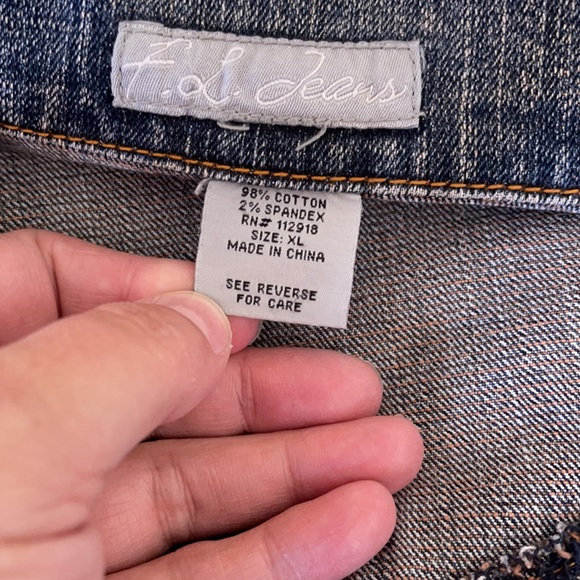 F.L. Jeans
98% COTTON
2% SPANDEX
RN# 112918
SIZE: XL
MADE IN CHINA
SEE REVERSE
FOR CARE